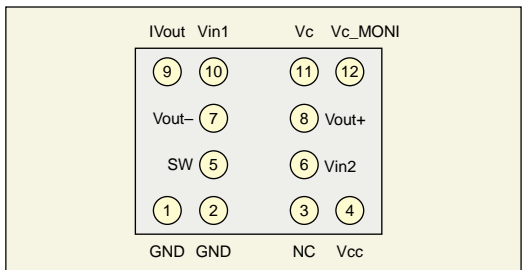 IVout Vin1 Vc Vc_MONI
9 10 11 12
Vout– 7 8 Vout+
SW 5 6 Vin2
1 2 3 4
GND GND NC Vcc